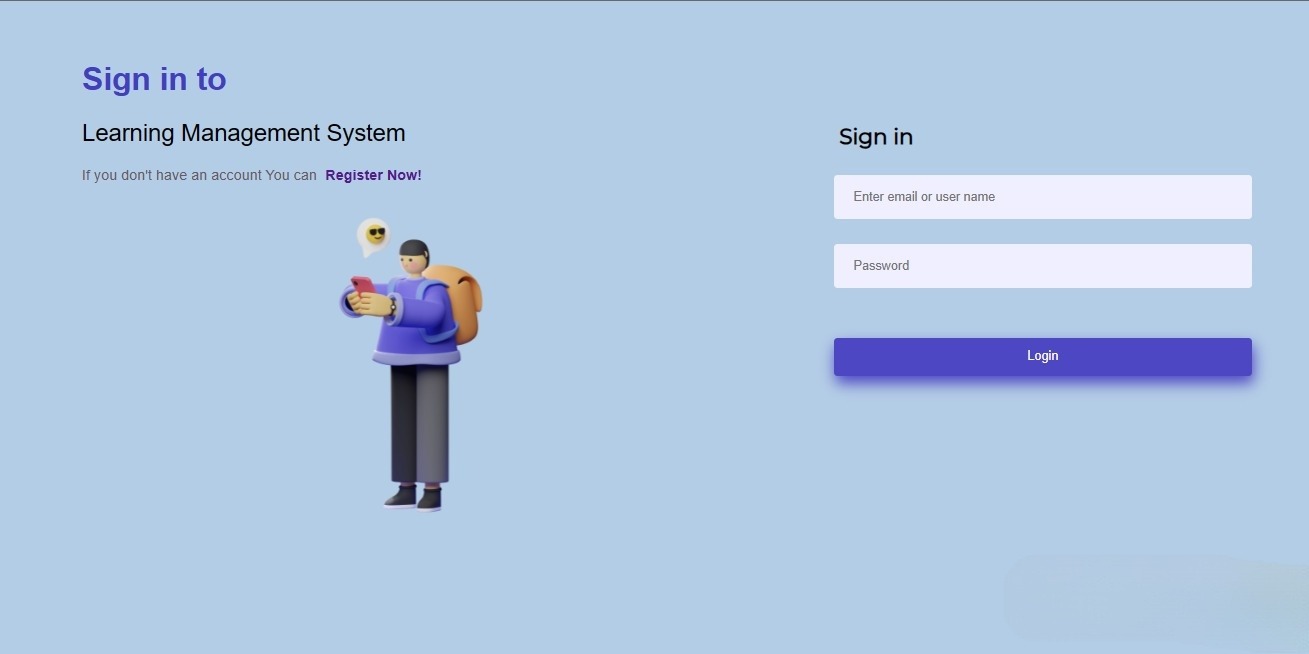 Sign in to
Learning Management System
If you don't have an account You can Register Now!
Sign in
Enter email or user name
Password
Login